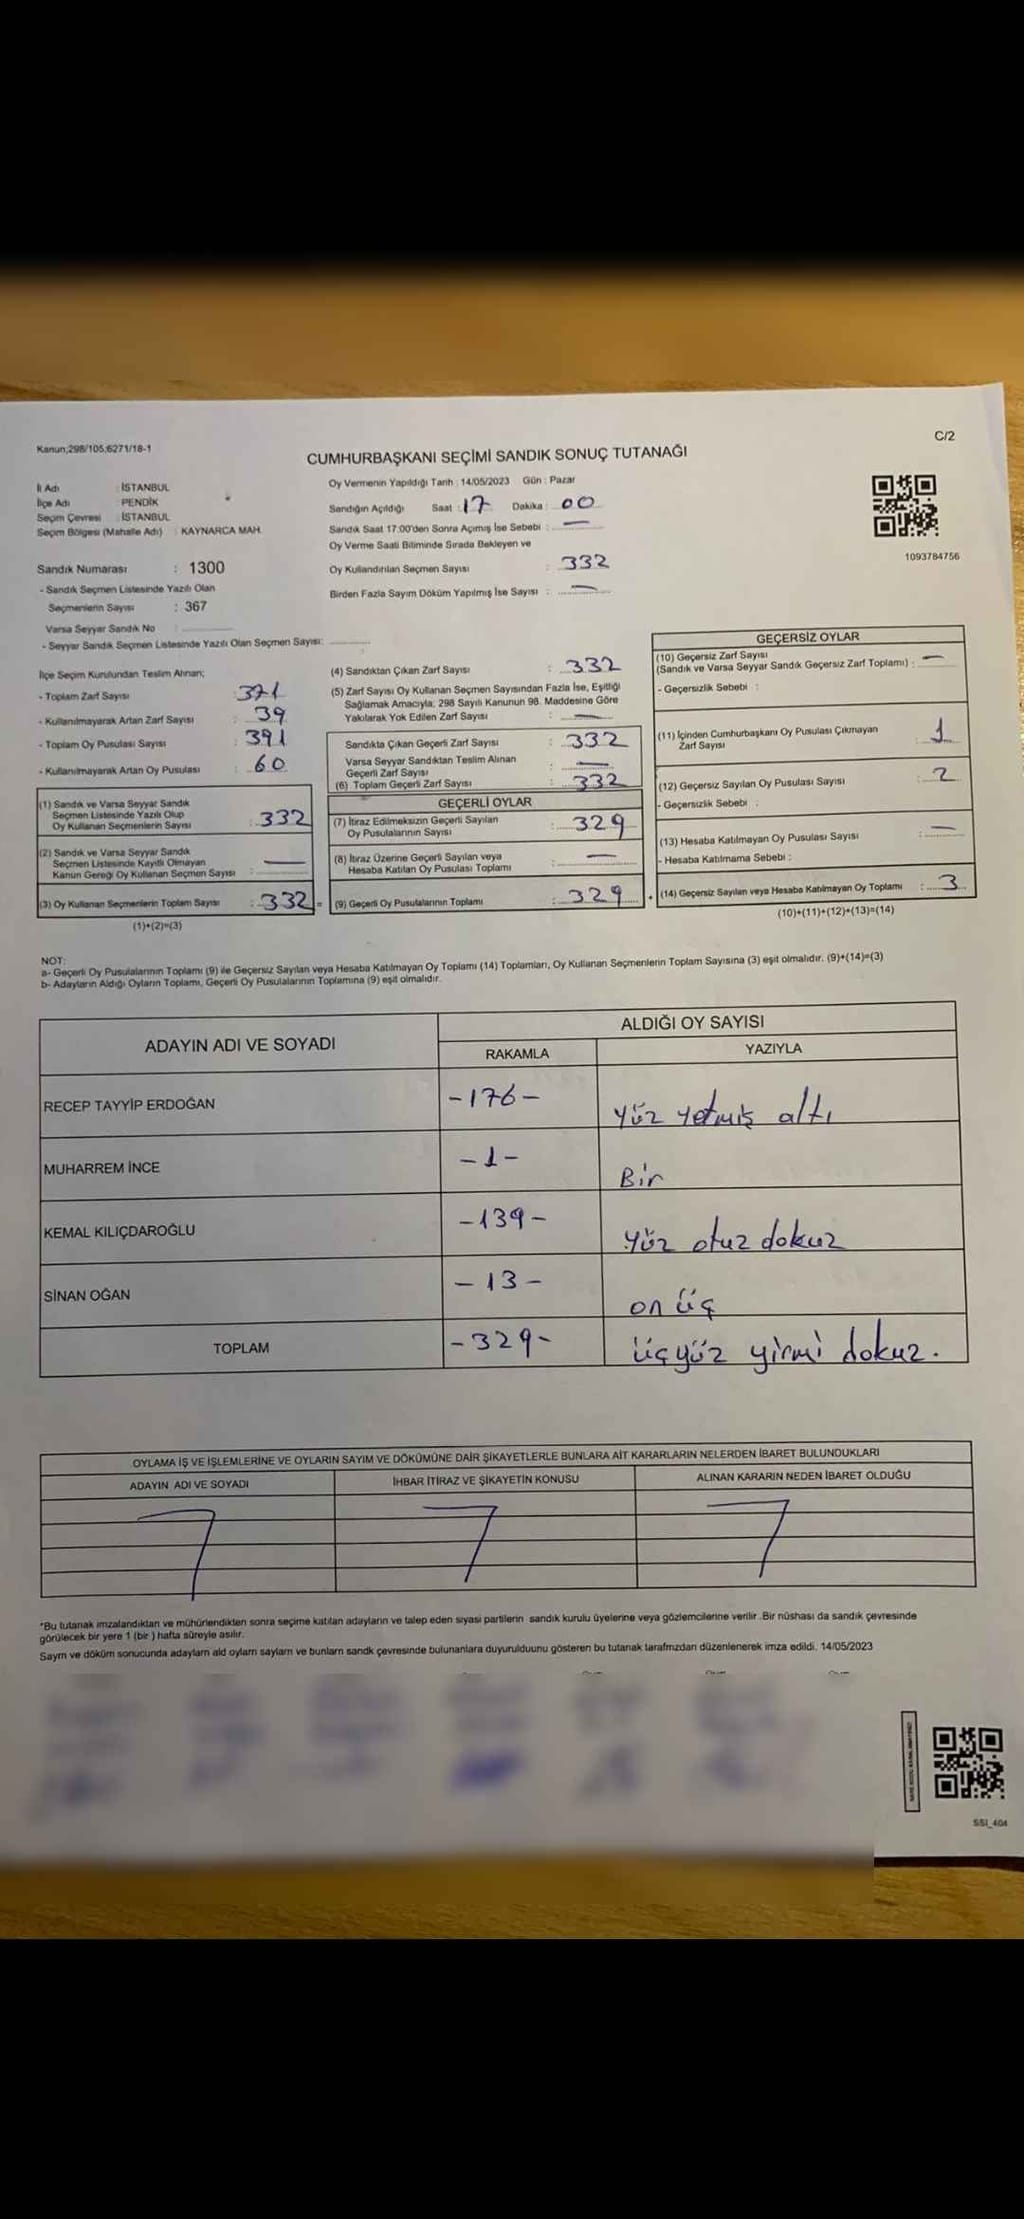 Kanun;298/105;6271/18-1
C/2
CUMHURBAŞKANI SEÇİMİ SANDIK SONUÇ TUTANAĞI
İl Adı : İSTANBUL
İlçe Adı : PENDİK
Seçim Çevresi : İSTANBUL
Seçim Bölgesi (Mahalle Adı) : KAYNARCA MAH.
Sandık Numarası : 1300
- Sandık Seçmen Listesinde Yazılı Olan
Seçmenlerin Sayısı : 367
Varsa Seyyar Sandık No :
- Seyyar Sandık Seçmen Listesinde Yazılı Olan Seçmen Sayısı:
Oy Vermenin Yapıldığı Tarih : 14/05/2023 Gün : Pazar
Sandığın Açıldığı Saat : 17 Dakika : 00
Sandık Saat 17:00'den Sonra Açılmış İse Sebebi : —
Oy Verme Saati Bitiminde Sırada Bekleyen ve
Oy Kullandırılan Seçmen Sayısı : 332
Birden Fazla Sayım Döküm Yapılmış İse Sayısı : —
1093784756
İlçe Seçim Kurulundan Teslim Alınan;
- Toplam Zarf Sayısı : 371
- Kullanılmayarak Artan Zarf Sayısı : 39
- Toplam Oy Pusulası Sayısı : 391
- Kullanılmayarak Artan Oy Pusulası : 60
(1) Sandık ve Varsa Seyyar Sandık
Seçmen Listesinde Yazılı Olup
Oy Kullanan Seçmenlerin Sayısı : 332
(2) Sandık ve Varsa Seyyar Sandık
Seçmen Listesinde Kayıtlı Olmayan
Kanun Gereği Oy Kullanan Seçmen Sayısı : —
(3) Oy Kullanan Seçmenlerin Toplam Sayısı : 332 =
(1)+(2)=(3)
(4) Sandıktan Çıkan Zarf Sayısı : 332
(5) Zarf Sayısı Oy Kullanan Seçmen Sayısından Fazla İse, Eşitliği
Sağlamak Amacıyla; 298 Sayılı Kanunun 98. Maddesine Göre
Yakılarak Yok Edilen Zarf Sayısı : —
Sandıkta Çıkan Geçerli Zarf Sayısı : 332
Varsa Seyyar Sandıktan Teslim Alınan
Geçerli Zarf Sayısı : —
(6) Toplam Geçerli Zarf Sayısı : 332
GEÇERLİ OYLAR
(7) İtiraz Edilmeksizin Geçerli Sayılan
Oy Pusulalarının Sayısı : 329
(8) İtiraz Üzerine Geçerli Sayılan veya
Hesaba Katılan Oy Pusulası Toplamı : —
(9) Geçerli Oy Pusulalarının Toplamı : 329 +
GEÇERSİZ OYLAR
(10) Geçersiz Zarf Sayısı
(Sandık ve Varsa Seyyar Sandık Geçersiz Zarf Toplamı) : —
- Geçersizlik Sebebi :
(11) İçinden Cumhurbaşkanı Oy Pusulası Çıkmayan
Zarf Sayısı : 1
(12) Geçersiz Sayılan Oy Pusulası Sayısı : 2
- Geçersizlik Sebebi :
(13) Hesaba Katılmayan Oy Pusulası Sayısı : —
- Hesaba Katılmama Sebebi :
(14) Geçersiz Sayılan veya Hesaba Katılmayan Oy Toplamı : 3
(10)+(11)+(12)+(13)=(14)
NOT:
a- Geçerli Oy Pusulalarının Toplamı (9) ile Geçersiz Sayılan veya Hesaba Katılmayan Oy Toplamı (14) Toplamları, Oy Kullanan Seçmenlerin Toplam Sayısına (3) eşit olmalıdır. (9)+(14)=(3)
b- Adayların Aldığı Oyların Toplamı, Geçerli Oy Pusulalarının Toplamına (9) eşit olmalıdır.
ADAYIN ADI VE SOYADI
ALDIĞI OY SAYISI
RAKAMLA YAZIYLA
RECEP TAYYİP ERDOĞAN -176- Yüz yetmiş altı
MUHARREM İNCE -1- Bir
KEMAL KILIÇDAROĞLU -139- Yüz otuz dokuz
SİNAN OĞAN -13- on üç
TOPLAM -329- üçyüz yirmi dokuz.
OYLAMA İŞ VE İŞLEMLERİNE VE OYLARIN SAYIM VE DÖKÜMÜNE DAİR ŞİKAYETLERLE BUNLARA AİT KARARLARIN NELERDEN İBARET BULUNDUKLARI
ADAYIN ADI VE SOYADI İHBAR İTİRAZ VE ŞİKAYETİN KONUSU ALINAN KARARIN NEDEN İBARET OLDUĞU
*Bu tutanak imzalandıktan ve mühürlendikten sonra seçime katılan adayların ve talep eden siyasi partilerin sandık kurulu üyelerine veya gözlemcilerine verilir. Bir nüshası da sandık çevresinde
görülecek bir yere 1 (bir ) hafta süreyle asılır.
Saym ve döküm sonucunda adaylarn ald oylarn saylarn ve bunlarn sandk çevresinde bulunanlara duyurulduunu gösteren bu tutanak tarafmzdan düzenlenerek imza edildi. 14/05/2023
SSI_404